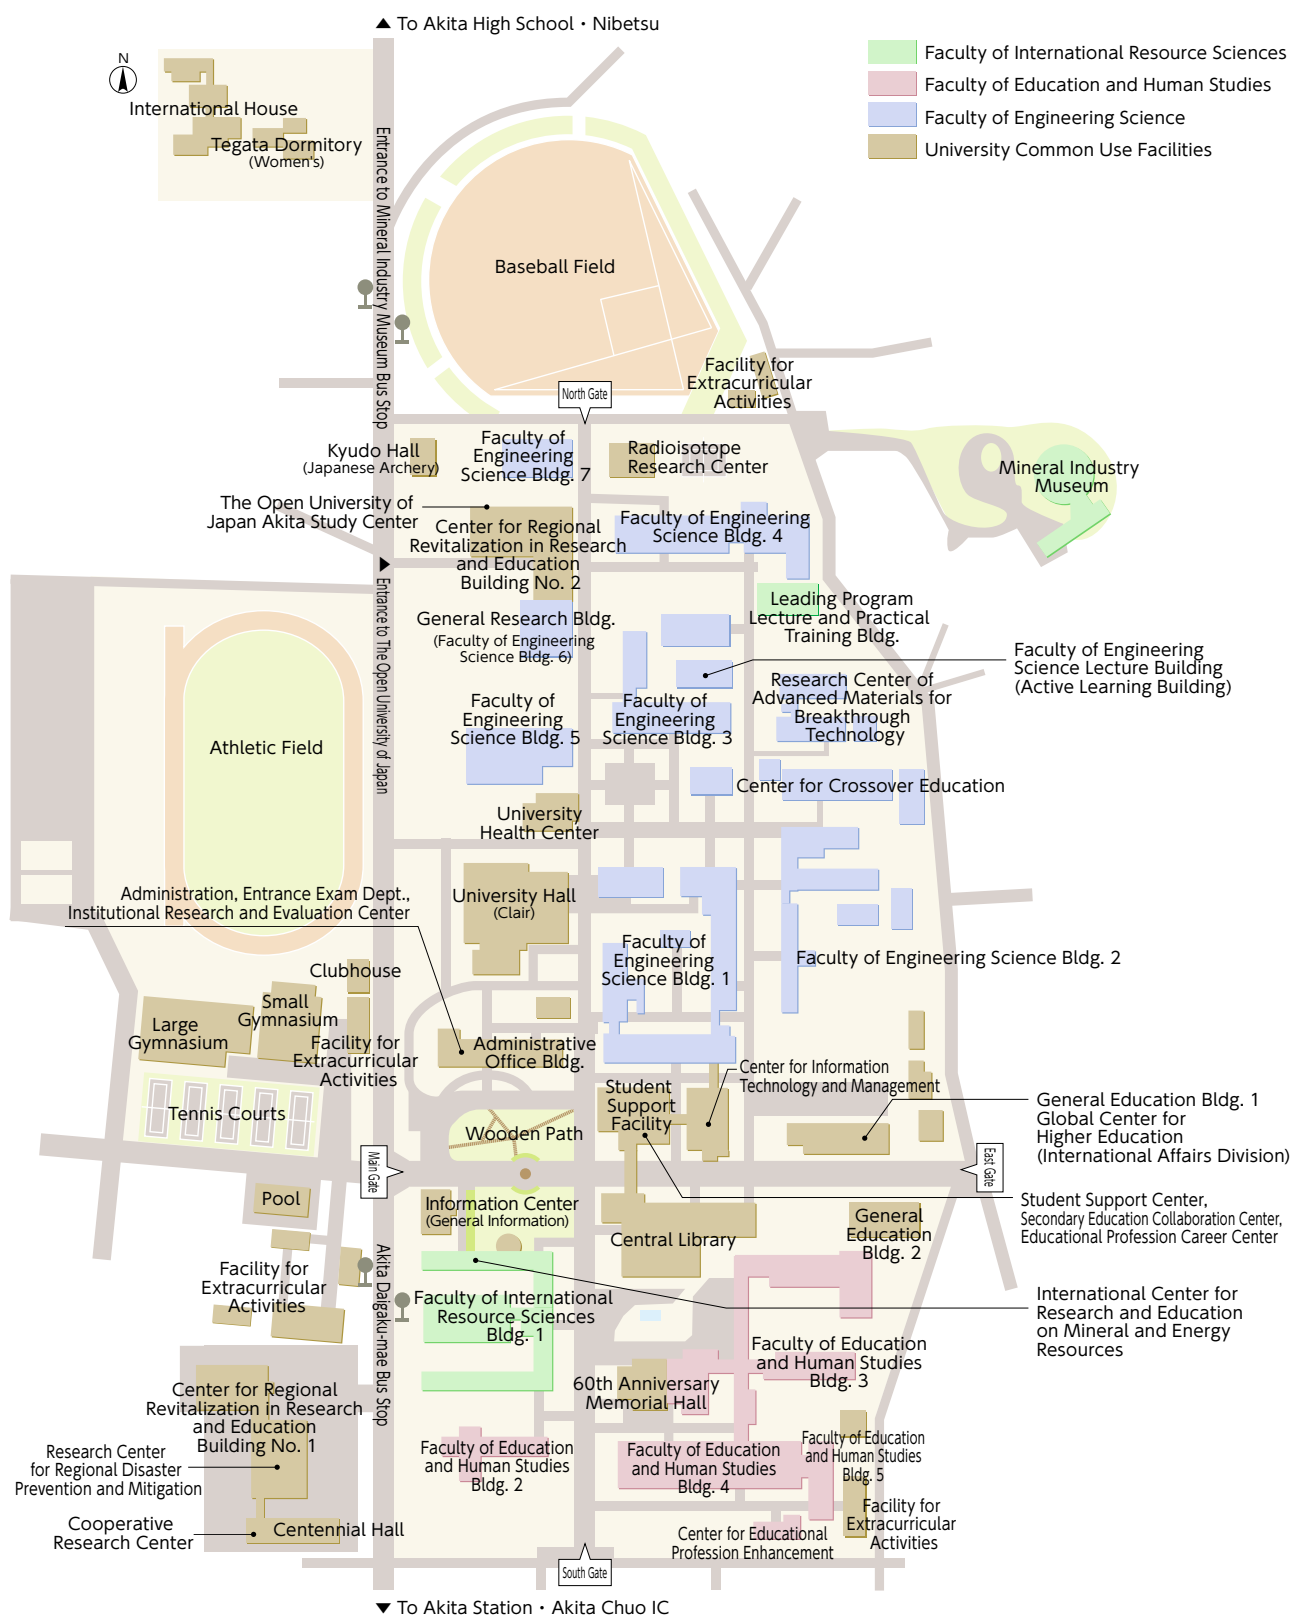 ▲ To Akita High School・Nibetsu
N
Faculty of International Resource Sciences
Faculty of Education and Human Studies
Faculty of Engineering Science
University Common Use Facilities
International House
Tegata Dormitory
(Women's)
Entrance to Mineral Industry Museum Bus Stop
Baseball Field
Facility for
Extracurricular
Activities
North Gate
Kyudo Hall
(Japanese Archery)
Faculty of
Engineering
Science Bldg. 7
Radioisotope
Research Center
Mineral Industry
Museum
The Open University of
Japan Akita Study Center
Center for Regional
Revitalization in Research
and Education
Building No. 2
Faculty of Engineering
Science Bldg. 4
Entrance to The Open University of Japan
General Research Bldg.
(Faculty of Engineering
Science Bldg. 6)
Leading Program
Lecture and Practical
Training Bldg.
Faculty of Engineering
Science Lecture Building
(Active Learning Building)
Research Center of
Advanced Materials for
Breakthrough
Technology
Faculty of
Engineering
Science Bldg. 5
Faculty of
Engineering
Science Bldg. 3
Athletic Field
Center for Crossover Education
University
Health Center
Administration, Entrance Exam Dept.,
Institutional Research and Evaluation Center
University Hall
(Clair)
Faculty of
Engineering
Science Bldg. 1
Faculty of Engineering Science Bldg. 2
Clubhouse
Small
Gymnasium
Large
Gymnasium
Facility for
Extracurricular
Activities
Administrative
Office Bldg.
Center for Information
Technology and Management
Student
Support
Facility
Tennis Courts
Wooden Path
General Education Bldg. 1
Global Center for
Higher Education
(International Affairs Division)
Main Gate
East Gate
Pool
Information Center
(General Information)
Student Support Center,
Secondary Education Collaboration Center,
Educational Profession Career Center
General
Education
Bldg. 2
Central Library
Akita Daigaku-mae Bus Stop
Facility for
Extracurricular
Activities
Faculty of International
Resource Sciences
Bldg. 1
International Center for
Research and Education
on Mineral and Energy
Resources
Faculty of Education
and Human Studies
Bldg. 3
60th Anniversary
Memorial Hall
Center for Regional
Revitalization in Research
and Education
Building No. 1
Research Center
for Regional Disaster
Prevention and Mitigation
Faculty of Education
and Human Studies
Bldg. 2
Faculty of Education
and Human Studies
Bldg. 4
Faculty of Education
and Human Studies
Bldg. 5
Cooperative
Research Center
Centennial Hall
Facility for
Extracurricular
Activities
Center for Educational
Profession Enhancement
South Gate
▼ To Akita Station・Akita Chuo IC